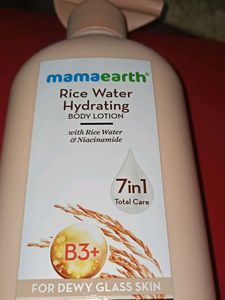 mamaearth®
Rice Water
Hydrating
BODY LOTION
with Rice Water
& Niacinamide
7in1
Total Care
B3+
FOR DEWY GLASS SKIN